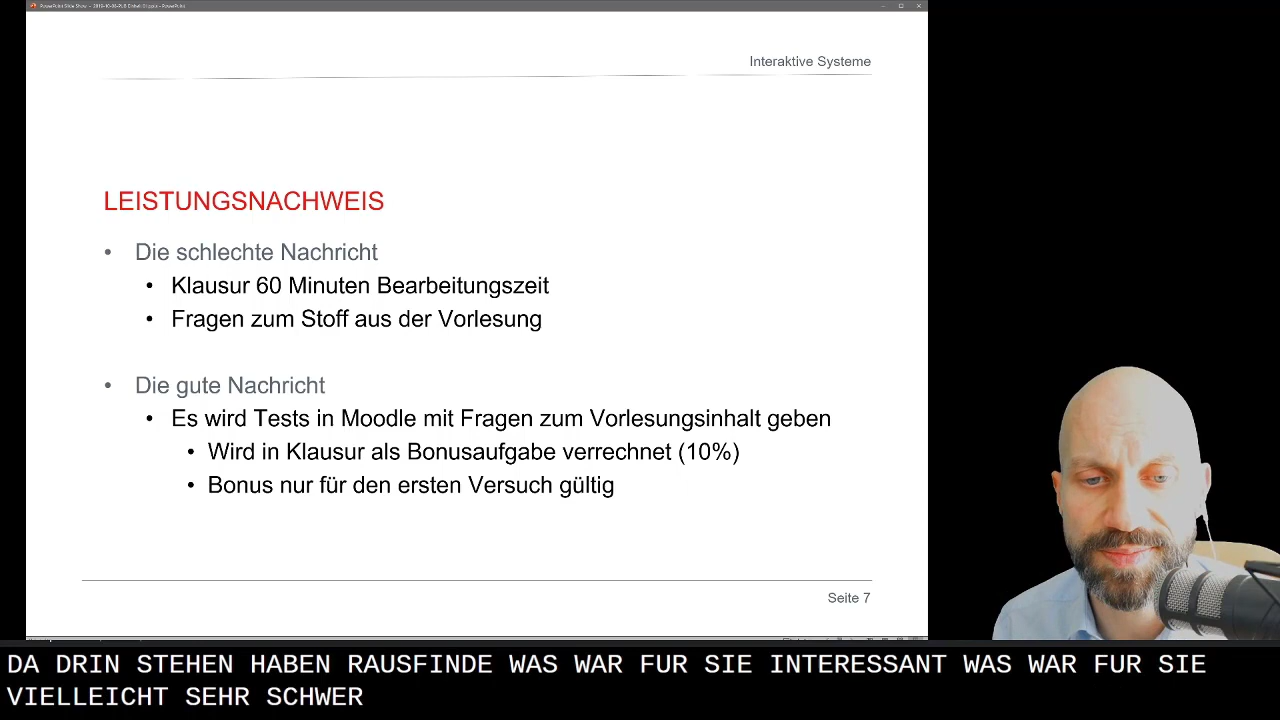 Interaktive Systeme
LEISTUNGSNACHWEIS
• Die schlechte Nachricht
• Klausur 60 Minuten Bearbeitungszeit
• Fragen zum Stoff aus der Vorlesung
• Die gute Nachricht
• Es wird Tests in Moodle mit Fragen zum Vorlesungsinhalt geben
• Wird in Klausur als Bonusaufgabe verrechnet (10%)
• Bonus nur für den ersten Versuch gültig
Seite 7
DA DRIN STEHEN HABEN RAUSFINDE WAS WAR FUR SIE INTERESSANT WAS WAR FUR SIE
VIELLEICHT SEHR SCHWER